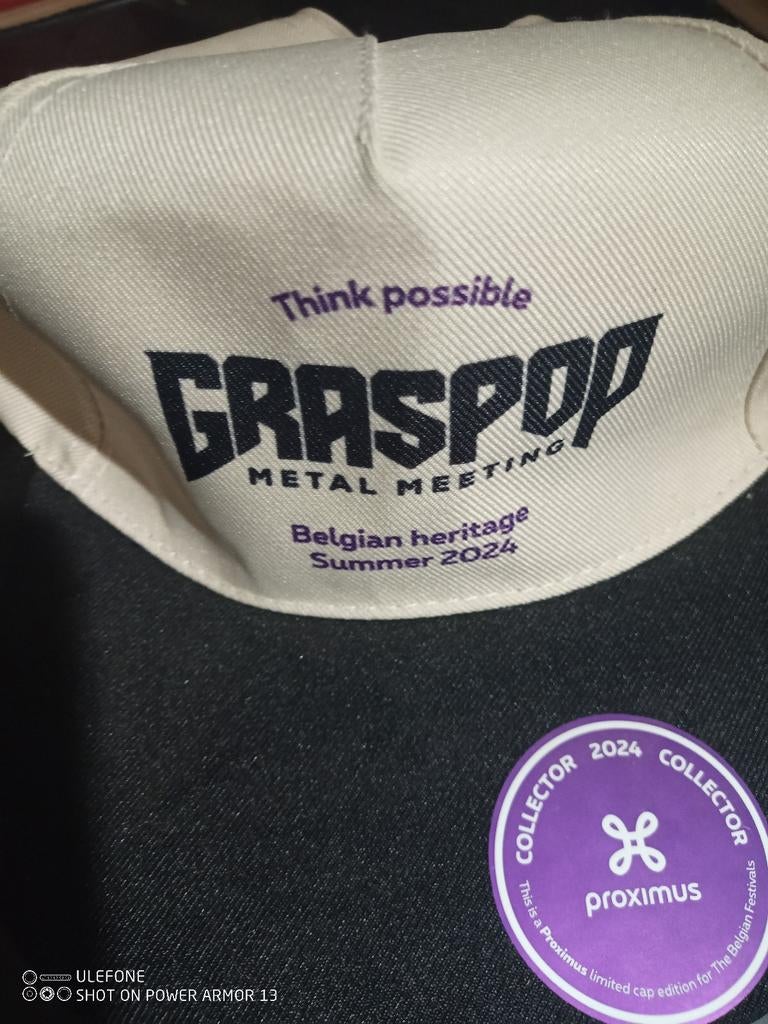 Think possible
GRASPOP
METAL MEETING
Belgian heritage
Summer 2024
COLLECTOR 2024 COLLECTOR
proximus
This is a Proximus limited cap edition for The Belgian Festivals
ULEFONE
SHOT ON POWER ARMOR 13